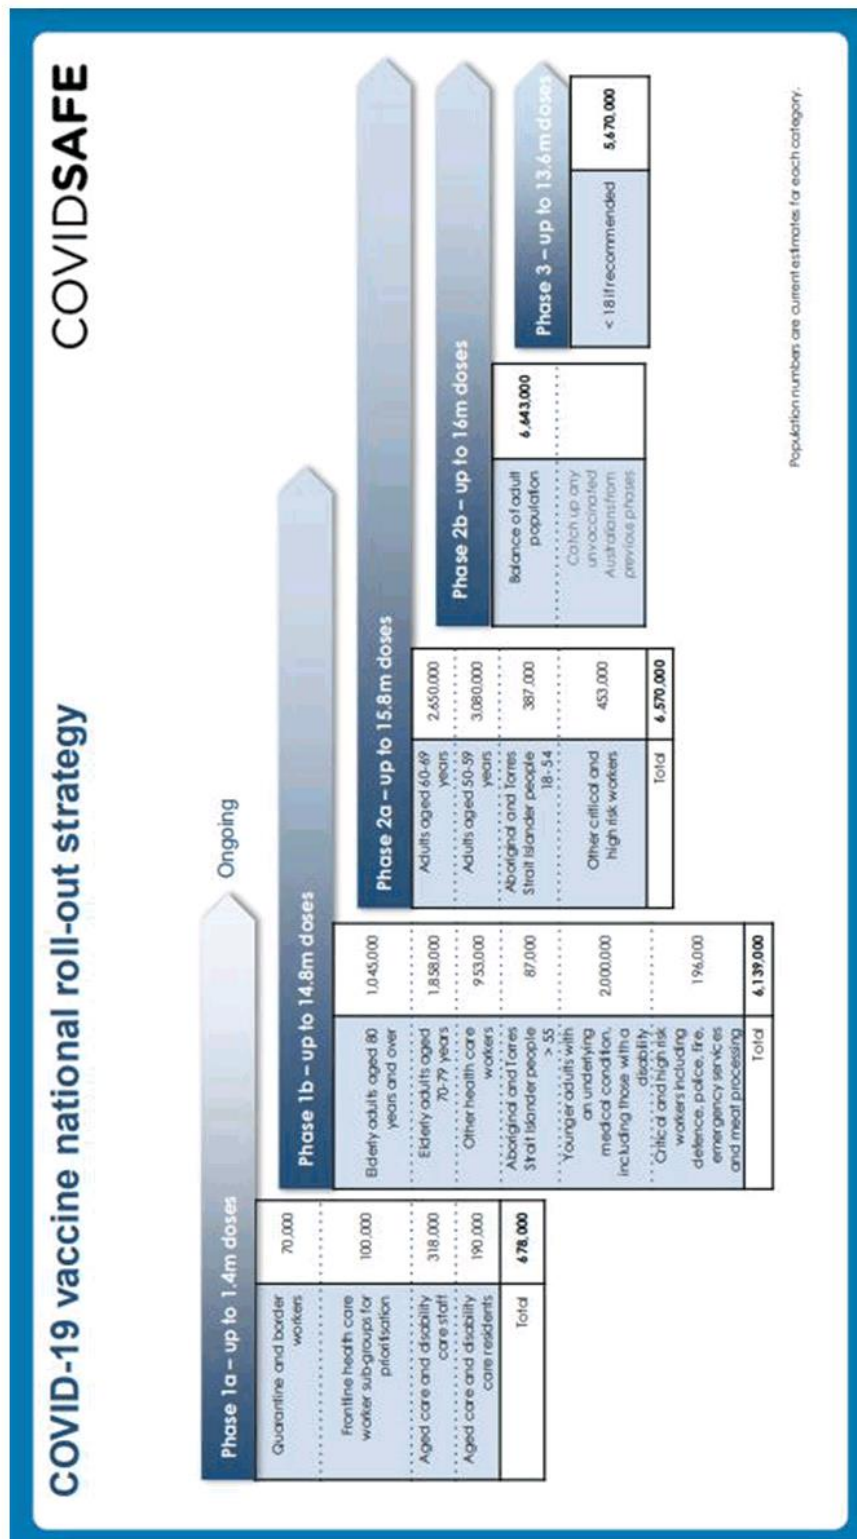 COVID-19 vaccine national roll-out strategy
COVIDSAFE
Phase 1a – up to 1.4m doses
Ongoing
Quarantine and border
workers
70,000
Frontline health care
worker sub-groups for
prioritisation
100,000
Aged care and disability
care staff
318,000
Aged care and disability
care residents
190,000
Total
678,000
Phase 1b – up to 14.8m doses
Elderly adults aged 80
years and over
1,045,000
Elderly adults aged
70-79 years
1,858,000
Other health care
workers
953,000
Aboriginal and Torres
Strait Islander people
> 55
87,000
Younger adults with
an underlying
medical condition,
including those with a
disability
2,000,000
Critical and high risk
workers including
defence, police, fire,
emergency services
and meat processing
196,000
Total
6,139,000
Phase 2a – up to 15.8m doses
Adults aged 60-69
years
2,650,000
Adults aged 50-59
years
3,080,000
Aboriginal and Torres
Strait Islander people
18-54
387,000
Other critical and
high risk workers
453,000
Total
6,570,000
Phase 2b – up to 16m doses
Balance of adult
population
6,643,000
Catch up any
unvaccinated
Australians from
previous phases
Phase 3 – up to 13.6m doses
< 18 if recommended
5,670,000
Population numbers are current estimates for each category.